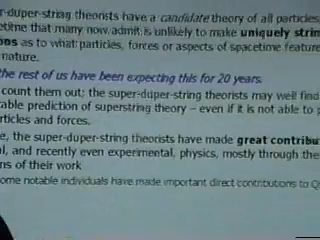 -duper-string theorists have a candidate theory of all particles
etime that many now admit is unlikely to make uniquely strin
ons as to what particles, forces or aspects of spacetime feature
nature.
the rest of us have been expecting this for 20 years.
count them out; the super-duper-string theorists may well find
able prediction of superstring theory – even if it is not able to p
rticles and forces.
e, the super-duper-string theorists have made great contribu
al, and recently even experimental, physics, mostly through the
ns of their work
ome notable individuals have made important direct contributions to Q